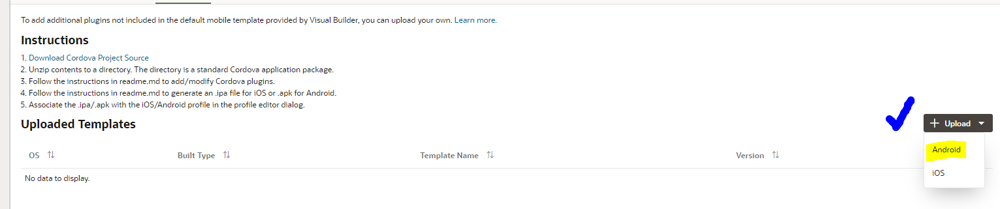 To add additional plugins not included in the default mobile template provided by Visual Builder, you can upload your own. Learn more.
Instructions
1. Download Cordova Project Source
2. Unzip contents to a directory. The directory is a standard Cordova application package.
3. Follow the instructions in readme.md to add/modify Cordova plugins.
4. Follow the instructions in readme.md to generate an .ipa file for iOS or .apk for Android.
5. Associate the .ipa/.apk with the iOS/Android profile in the profile editor dialog.
Uploaded Templates
Upload
Android
iOS
OS Built Type Template Name Version
No data to display.